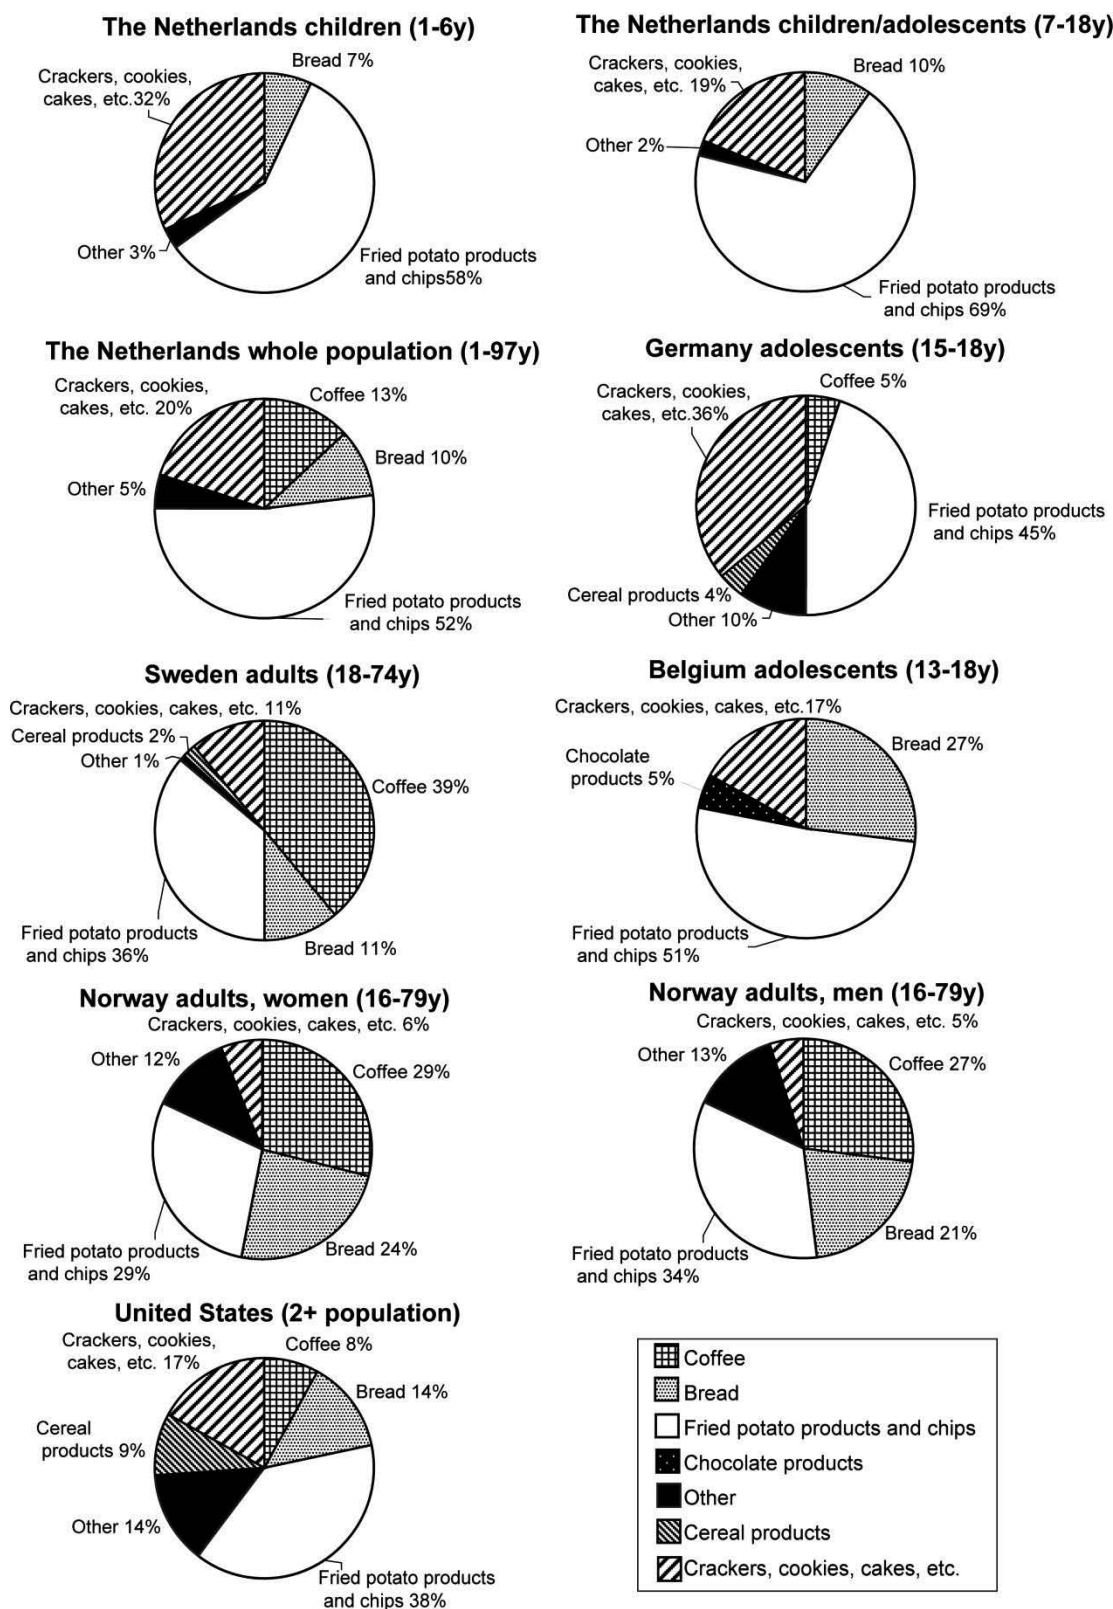 The Netherlands children (1-6y)
Bread 7%
Crackers, cookies,
cakes, etc.32%
Other 3%
Fried potato products
and chips58%
The Netherlands children/adolescents (7-18y)
Crackers, cookies,
cakes, etc. 19%
Bread 10%
Other 2%
Fried potato products
and chips 69%
The Netherlands whole population (1-97y)
Crackers, cookies,
cakes, etc. 20%
Coffee 13%
Bread 10%
Other 5%
Fried potato products
and chips 52%
Germany adolescents (15-18y)
Coffee 5%
Crackers, cookies,
cakes, etc.36%
Fried potato products
and chips 45%
Cereal products 4%
Other 10%
Sweden adults (18-74y)
Crackers, cookies, cakes, etc. 11%
Cereal products 2%
Other 1%
Coffee 39%
Fried potato products
and chips 36%
Bread 11%
Belgium adolescents (13-18y)
Crackers, cookies, cakes, etc.17%
Bread 27%
Chocolate
products 5%
Fried potato products
and chips 51%
Norway adults, women (16-79y)
Crackers, cookies, cakes, etc. 6%
Other 12%
Coffee 29%
Fried potato products
and chips 29%
Bread 24%
Norway adults, men (16-79y)
Crackers, cookies, cakes, etc. 5%
Other 13%
Coffee 27%
Bread 21%
Fried potato products
and chips 34%
United States (2+ population)
Crackers, cookies,
cakes, etc. 17%
Coffee 8%
Bread 14%
Cereal
products 9%
Other 14%
Fried potato products
and chips 38%
Coffee
Bread
Fried potato products and chips
Chocolate products
Other
Cereal products
Crackers, cookies, cakes, etc.